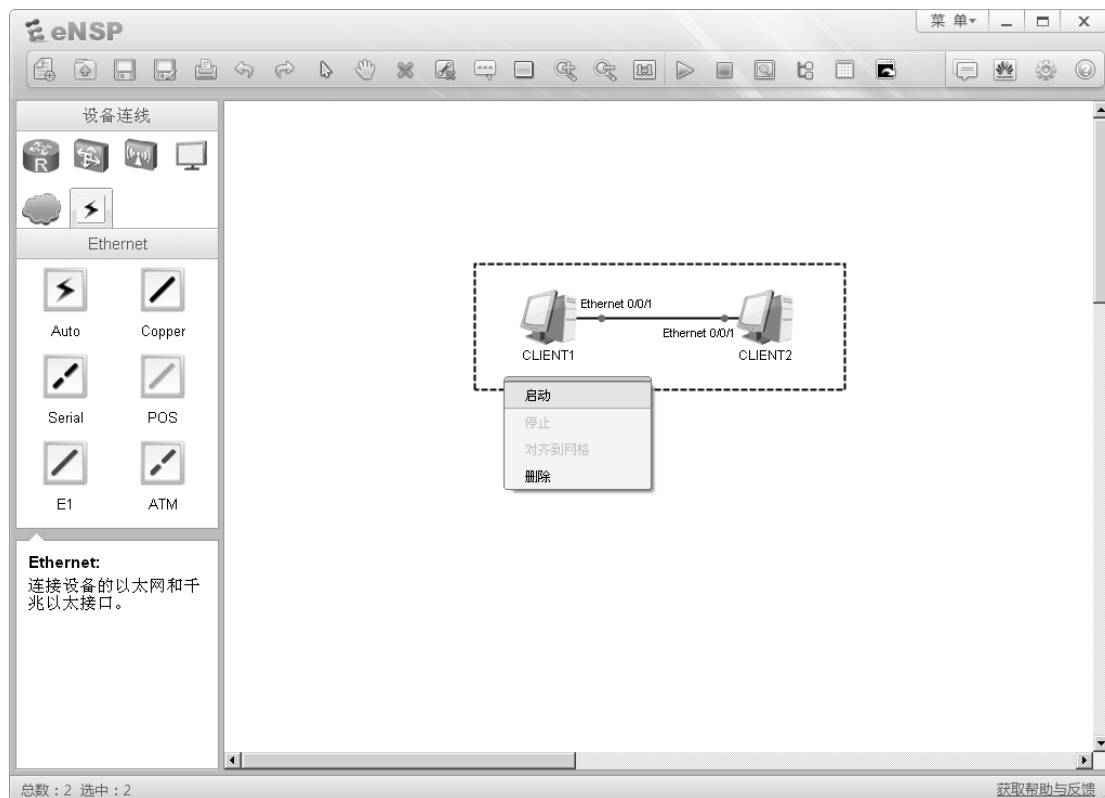 eNSP
菜 单
设备连线
R
Ethernet
Auto
Copper
Serial
POS
E1
ATM
Ethernet:
连接设备的以太网和千
兆以太接口。
Ethernet 0/0/1
Ethernet 0/0/1
CLIENT1
CLIENT2
启动
停止
对齐到网格
删除
总数：2 选中：2
获取帮助与反馈